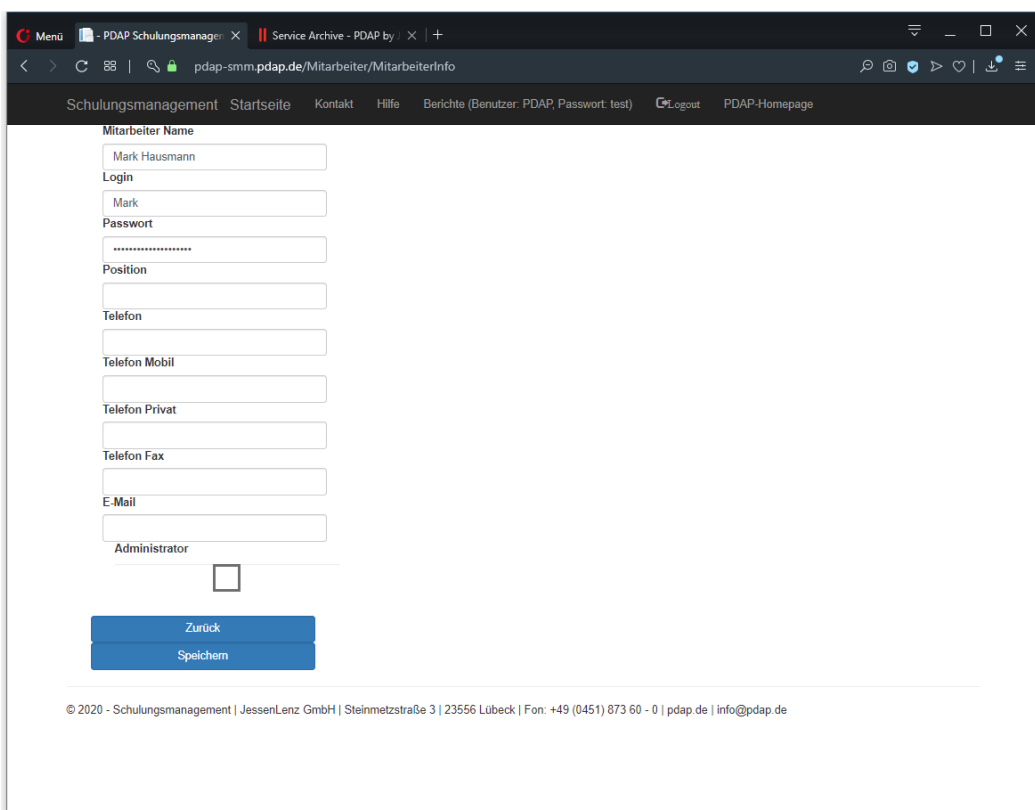 Menü - PDAP Schulungsmanagen Service Archive - PDAP by J
pdap-smm.pdap.de/Mitarbeiter/MitarbeiterInfo
Schulungsmanagement Startseite Kontakt Hilfe Berichte (Benutzer: PDAP, Passwort: test) Logout PDAP-Homepage
Mitarbeiter Name
Mark Hausmann
Login
Mark
Passwort
Position
Telefon
Telefon Mobil
Telefon Privat
Telefon Fax
E-Mail
Administrator
Zurück
Speichern
© 2020 - Schulungsmanagement | JessenLenz GmbH | Steinmetzstraße 3 | 23556 Lübeck | Fon: +49 (0451) 873 60 - 0 | pdap.de | info@pdap.de